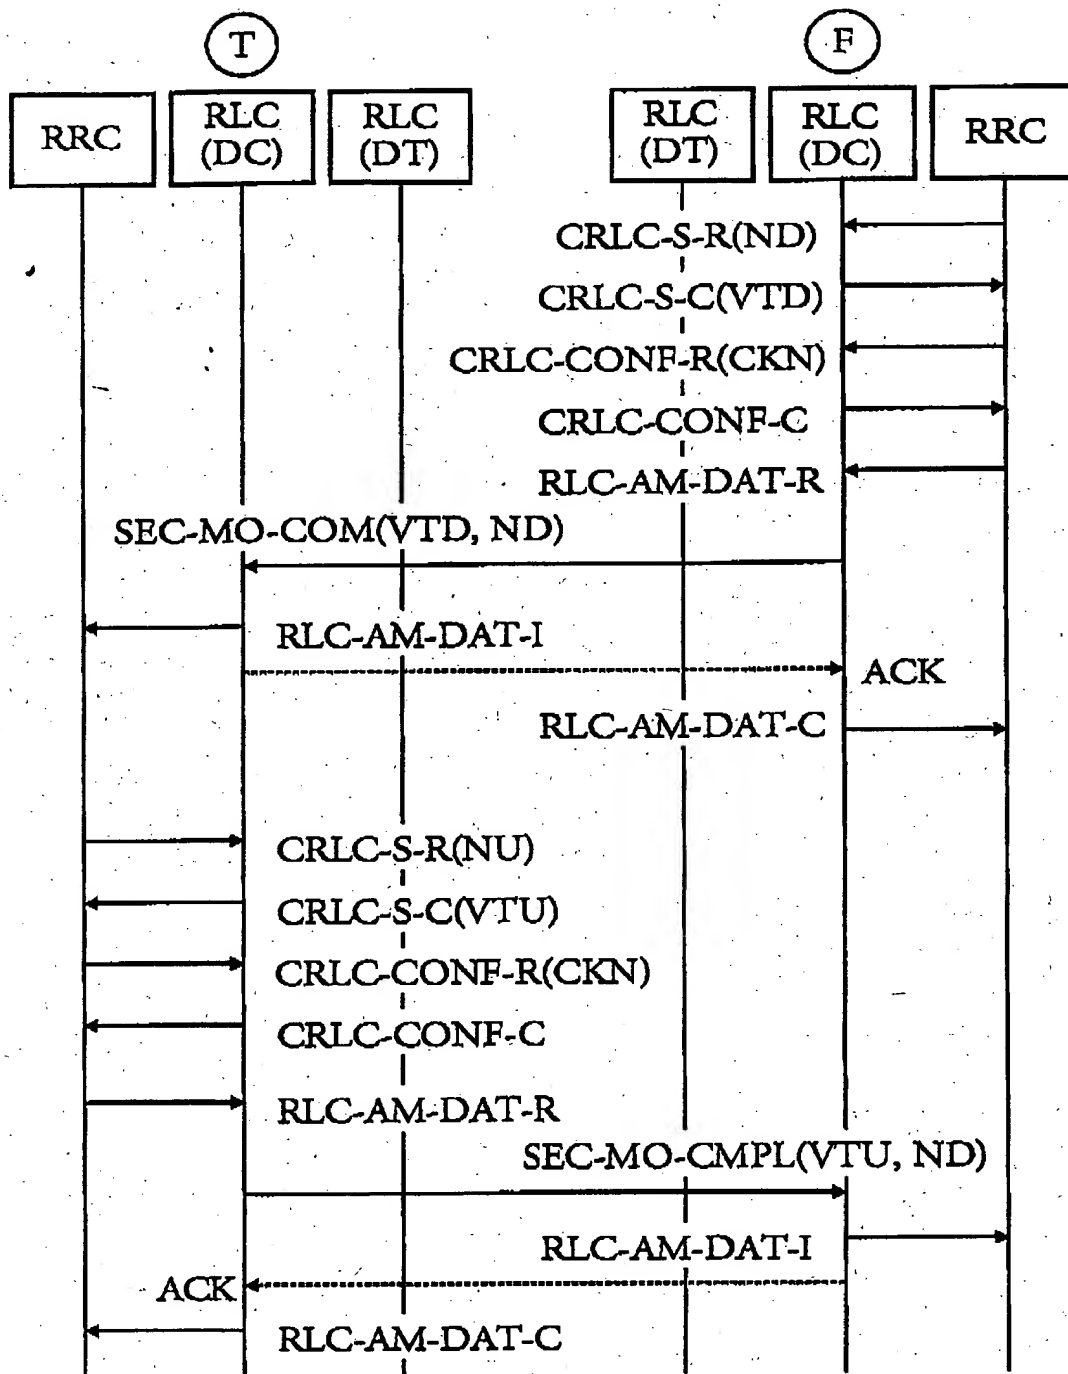 T
F
RRC
RLC
(DC)
RLC
(DT)
RLC
(DT)
RLC
(DC)
RRC
CRLC-S-R(ND)
CRLC-S-C(VTD)
CRLC-CONF-R(CKN)
CRLC-CONF-C
RLC-AM-DAT-R
SEC-MO-COM(VTD, ND)
RLC-AM-DAT-I
ACK
RLC-AM-DAT-C
CRLC-S-R(NU)
CRLC-S-C(VTU)
CRLC-CONF-R(CKN)
CRLC-CONF-C
RLC-AM-DAT-R
SEC-MO-CMPL(VTU, ND)
RLC-AM-DAT-I
ACK
RLC-AM-DAT-C